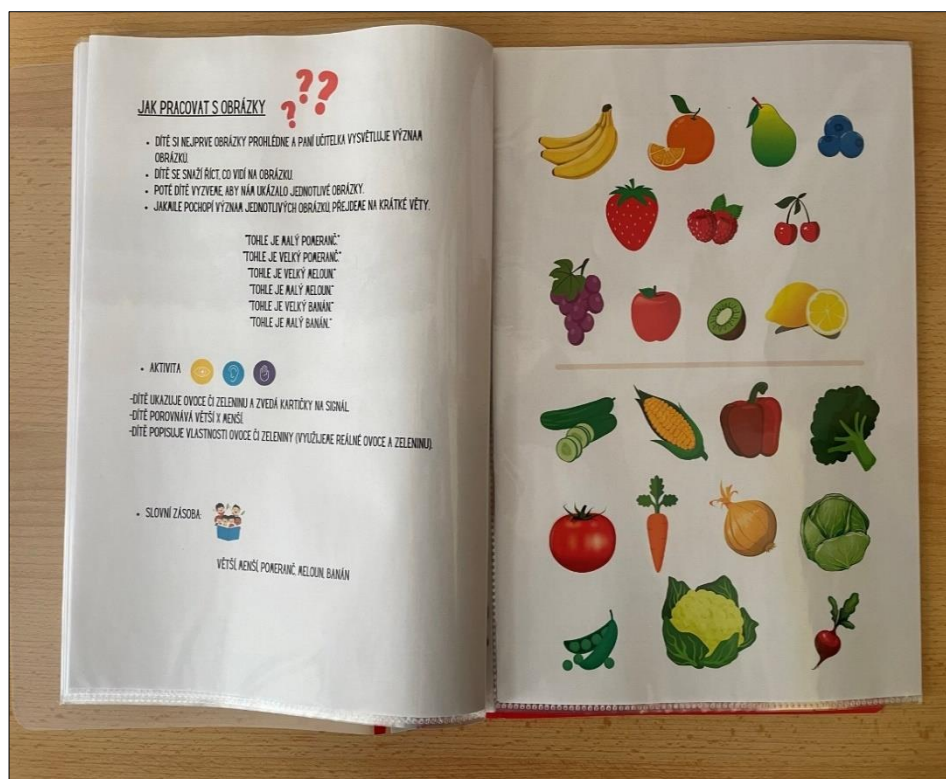 JAK PRACOVAT S OBRÁZKY
???
• DÍTĚ SI NEJPRVE OBRÁZKY PROHLÉDNE A PANÍ UČITELKA VYSVĚTLUJE VÝZNAM
OBRÁZKU.
• DÍTĚ SE SNAŽÍ ŘÍCT, CO VIDÍ NA OBRÁZKU.
• POTÉ DÍTĚ VYZVEME ABY NÁM UKÁZALO JEDNOTLIVÉ OBRÁZKY.
• JAKMILE POCHOPÍ VÝZNAM JEDNOTLIVÝCH OBRÁZKŮ, PŘEJDEME NA KRÁTKÉ VĚTY.
"TOHLE JE MALÝ POMERANČ."
"TOHLE JE VELKÝ POMERANČ."
"TOHLE JE VELKÝ MELOUN"
"TOHLE JE MALÝ MELOUN"
"TOHLE JE VELKÝ BANÁN"
"TOHLE JE MALÝ BANÁN."
• AKTIVITA
-DÍTĚ UKAZUJE OVOCE ČI ZELENINU A ZVEDÁ KARTIČKY NA SIGNÁL
-DÍTĚ POROVNÁVÁ VĚTŠÍ X MENŠÍ.
-DÍTĚ POPISUJE VLASTNOSTI OVOCE ČI ZELENINY (VYUŽIJEME REÁLNÉ OVOCE A ZELENINU).
• SLOVNÍ ZÁSOBA:
VĚTŠÍ, MENŠÍ, POMERANČ, MELOUN, BANÁN